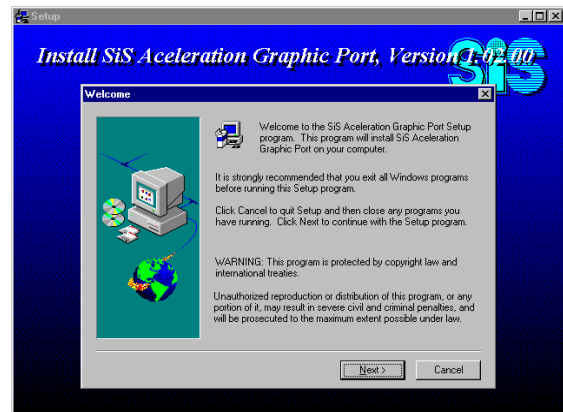 Setup
Install SiS Aceleration Graphic Port, Version 1.02.00
SiS
Welcome
Welcome to the SiS Aceleration Graphic Port Setup
program. This program will install SiS Aceleration
Graphic Port on your computer.
It is strongly recommended that you exit all Windows programs
before running this Setup program.
Click Cancel to quit Setup and then close any programs you
have running. Click Next to continue with the Setup program.
WARNING: This program is protected by copyright law and
international treaties.
Unauthorized reproduction or distribution of this program, or any
portion of it, may result in severe civil and criminal penalties, and
will be prosecuted to the maximum extent possible under law.
Next >
Cancel